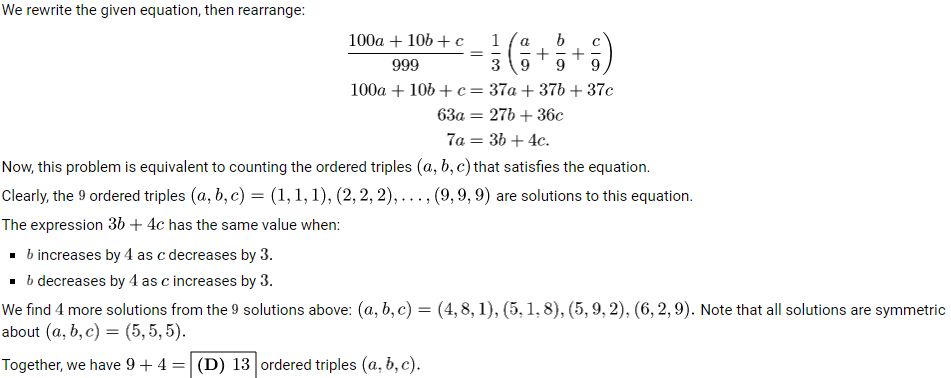 We rewrite the given equation, then rearrange:
\frac{100a + 10b + c}{999} = \frac{1}{3}\left(\frac{a}{9} + \frac{b}{9} + \frac{c}{9}\right)
100a + 10b + c = 37a + 37b + 37c
63a = 27b + 36c
7a = 3b + 4c.
Now, this problem is equivalent to counting the ordered triples (a, b, c) that satisfies the equation.
Clearly, the 9 ordered triples (a, b, c) = (1, 1, 1), (2, 2, 2), . . . , (9, 9, 9) are solutions to this equation.
The expression 3b + 4c has the same value when:
▪ b increases by 4 as c decreases by 3.
▪ b decreases by 4 as c increases by 3.
We find 4 more solutions from the 9 solutions above: (a, b, c) = (4, 8, 1), (5, 1, 8), (5, 9, 2), (6, 2, 9). Note that all solutions are symmetric
about (a, b, c) = (5, 5, 5).
Together, we have 9 + 4 = (D) 13 ordered triples (a, b, c).